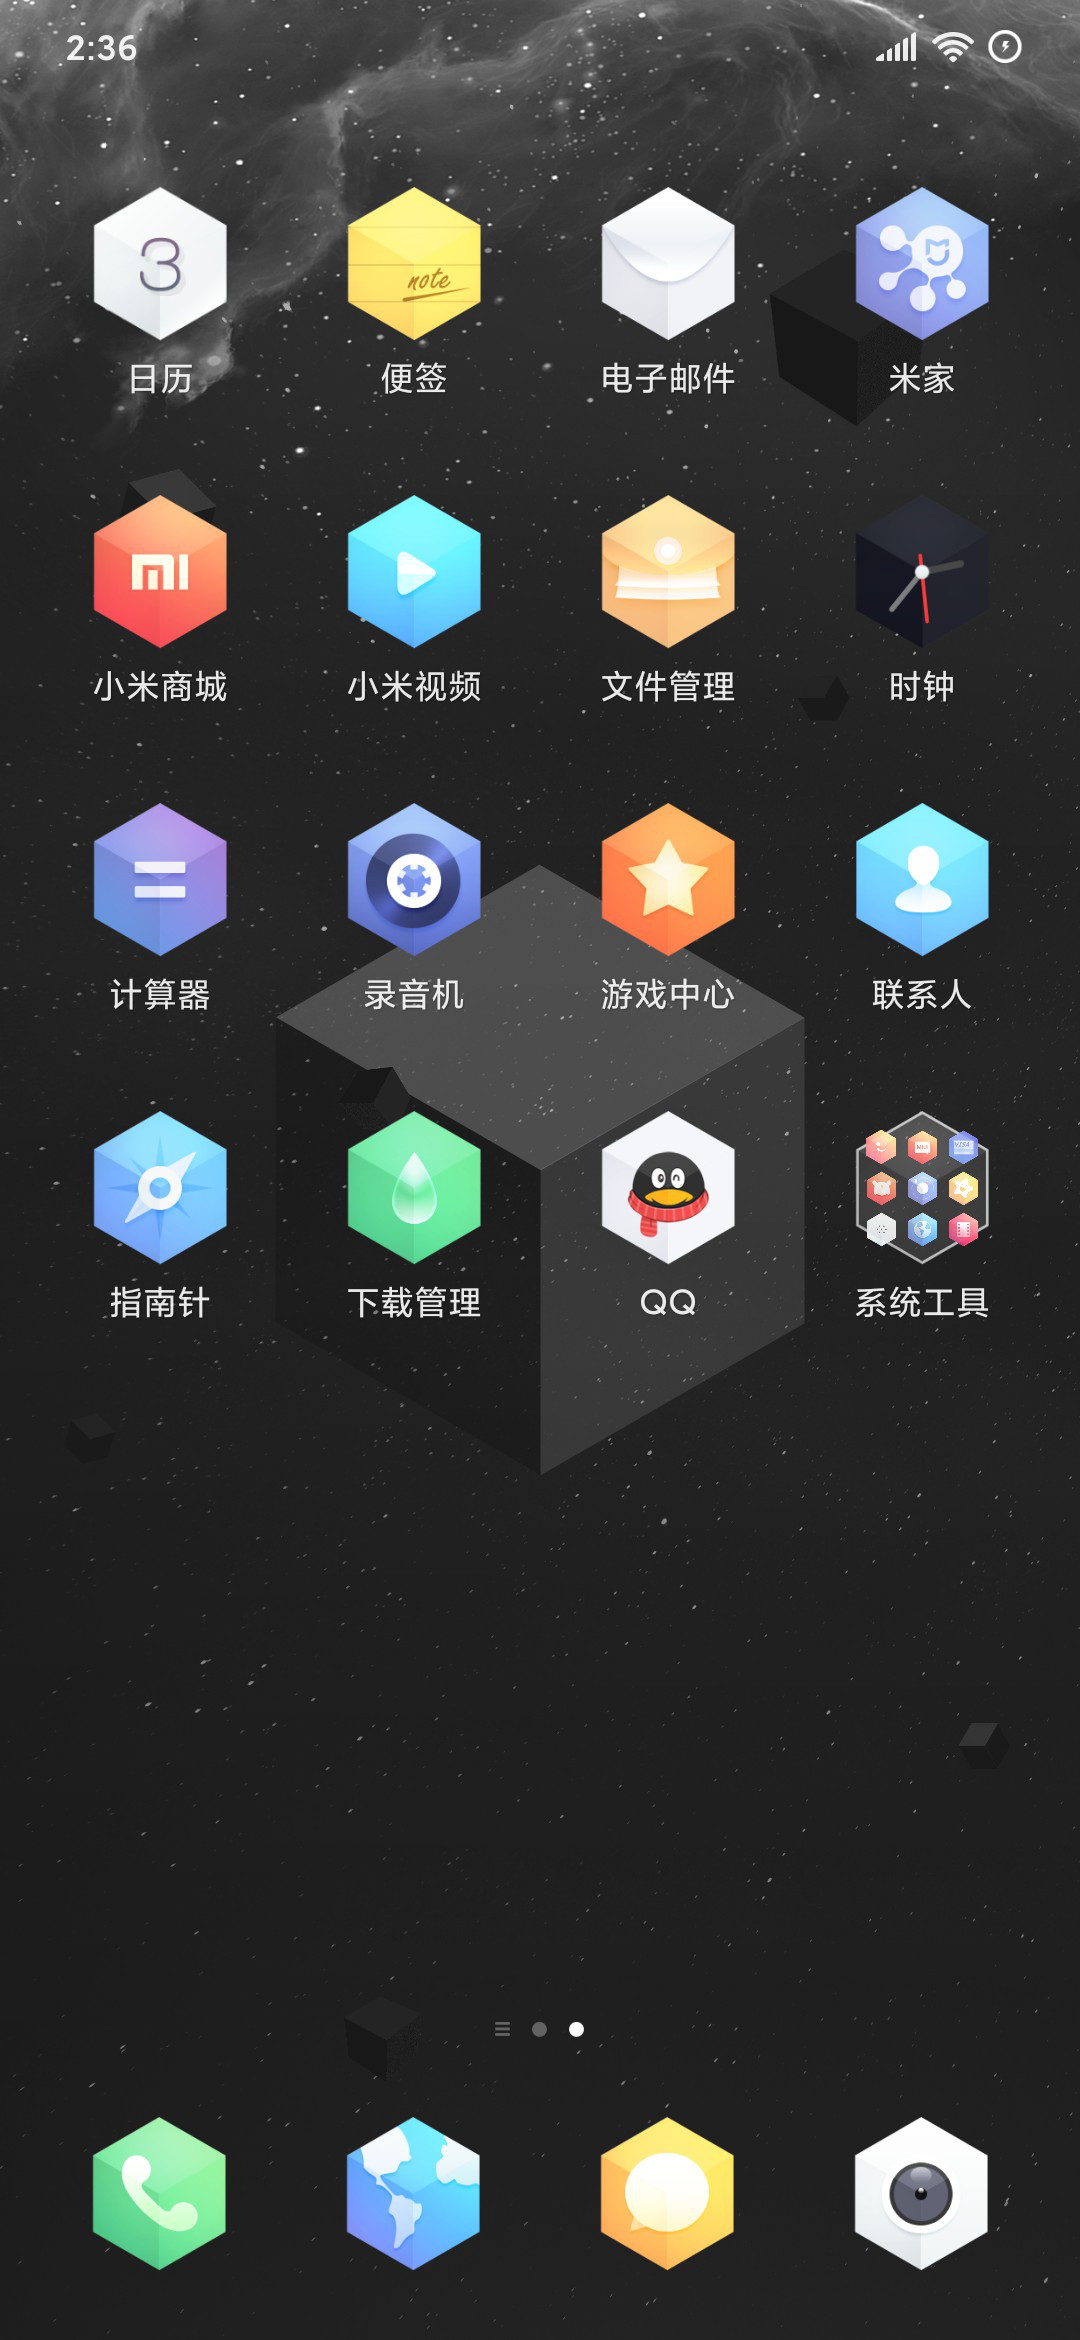 2:36
3
note
日历
便签
电子邮件
米家
小米商城
小米视频
文件管理
时钟
计算器
录音机
游戏中心
联系人
指南针
下载管理
QQ
系统工具